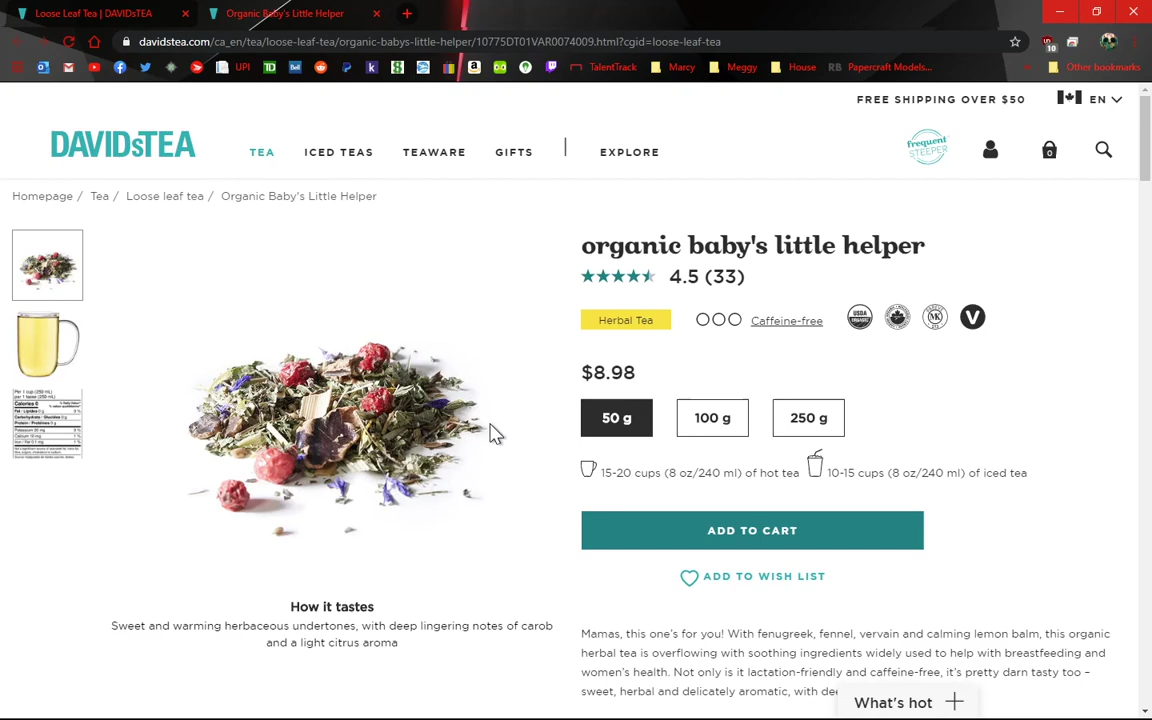 Loose Leaf Tea | DAVIDsTEA
Organic Baby's Little Helper
davidstea.com/ca_en/tea/loose-leaf-tea/organic-babys-little-helper/10775DT01VAR0074009.html?cgid=loose-leaf-tea
10
UPI
TalentTrack
Marcy
Meggy
House
RB Papercraft Models...
Other bookmarks
FREE SHIPPING OVER $50
EN
DAVIDsTEA
TEA
ICED TEAS
TEAWARE
GIFTS
EXPLORE
frequent
STEEPER
0
Homepage / Tea / Loose leaf tea / Organic Baby's Little Helper
organic baby's little helper
4.5 (33)
Herbal Tea
Caffeine-free
USDA
ORGANIC
MK
V
$8.98
50 g
100 g
250 g
15-20 cups (8 oz/240 ml) of hot tea
10-15 cups (8 oz/240 ml) of iced tea
ADD TO CART
ADD TO WISH LIST
How it tastes
Sweet and warming herbaceous undertones, with deep lingering notes of carob
and a light citrus aroma
Mamas, this one's for you! With fenugreek, fennel, vervain and calming lemon balm, this organic
herbal tea is overflowing with soothing ingredients widely used to help with breastfeeding and
women's health. Not only is it lactation-friendly and caffeine-free, it's pretty darn tasty too –
sweet, herbal and delicately aromatic, with dee
What's hot